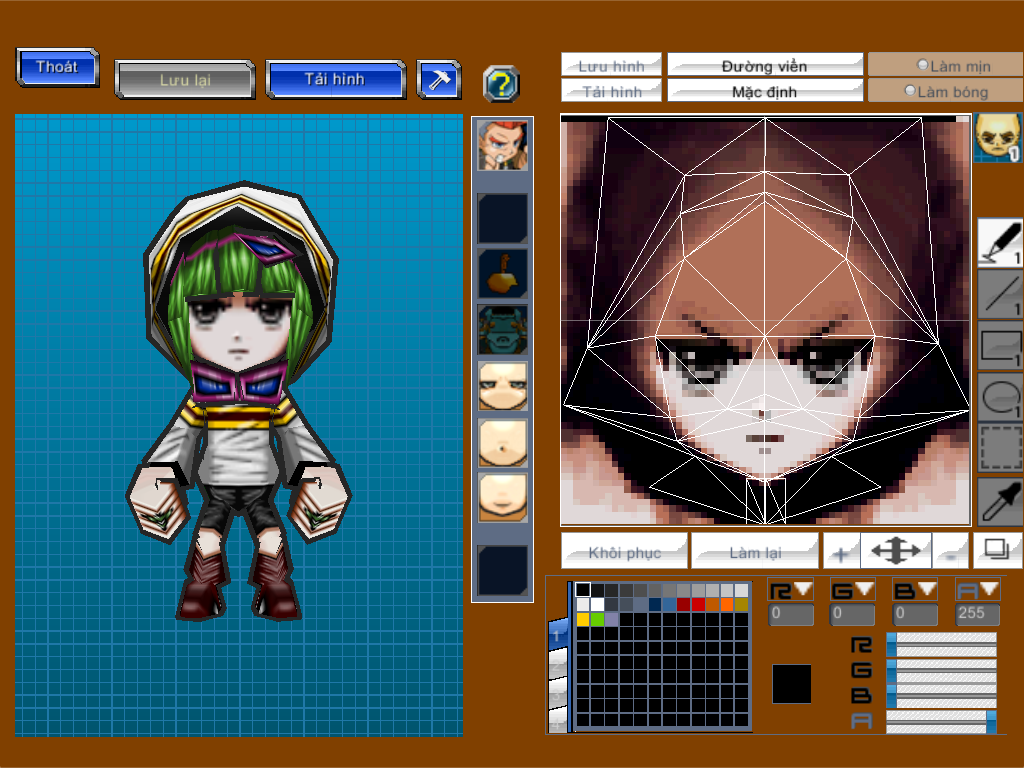 Thoát
Lưu lại
Tải hình
?
Lưu hình
Đường viền
Làm mịn
Tải hình
Mặc định
Làm bóng
1
1
1
1
1
Khôi phục
Làm lại
+
-
R G B A
0 0 0 255
1
R
G
B
A